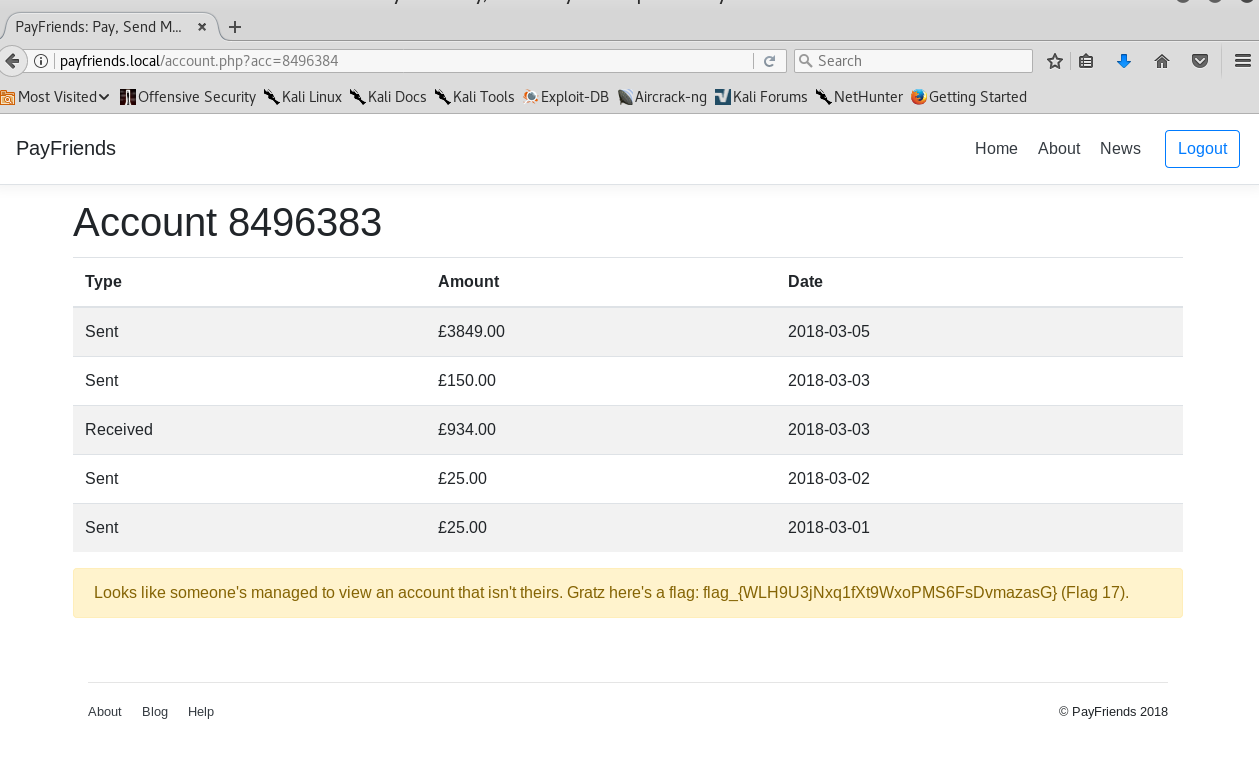 PayFriends: Pay, Send M...
payfriends.local/account.php?acc=8496384 Search
Most Visited Offensive Security Kali Linux Kali Docs Kali Tools Exploit-DB Aircrack-ng Kali Forums NetHunter Getting Started
PayFriends Home About News Logout
Account 8496383
Type Amount Date
Sent £3849.00 2018-03-05
Sent £150.00 2018-03-03
Received £934.00 2018-03-03
Sent £25.00 2018-03-02
Sent £25.00 2018-03-01
Looks like someone's managed to view an account that isn't theirs. Gratz here's a flag: flag_{WLH9U3jNxq1fXt9WxoPMS6FsDvmazasG} (Flag 17).
About Blog Help © PayFriends 2018